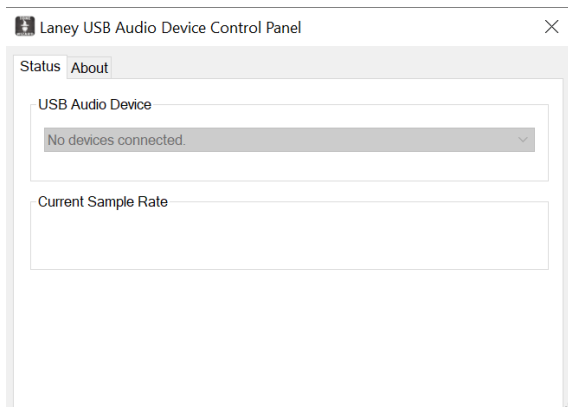 Laney USB Audio Device Control Panel
Status About
USB Audio Device
No devices connected.
Current Sample Rate